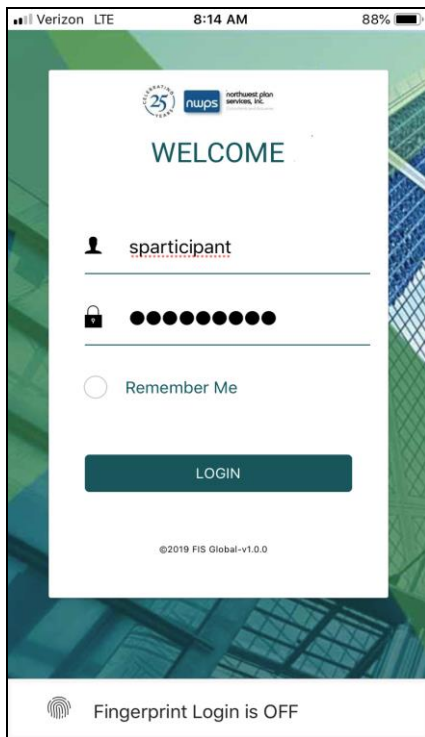 Verizon LTE 8:14 AM 88%
CELEBRATING
25
YEARS
nwps
northwest plan
services, inc.
WELCOME
sparticipant
●●●●●●●●●
Remember Me
LOGIN
©2019 FIS Global-v1.0.0
Fingerprint Login is OFF